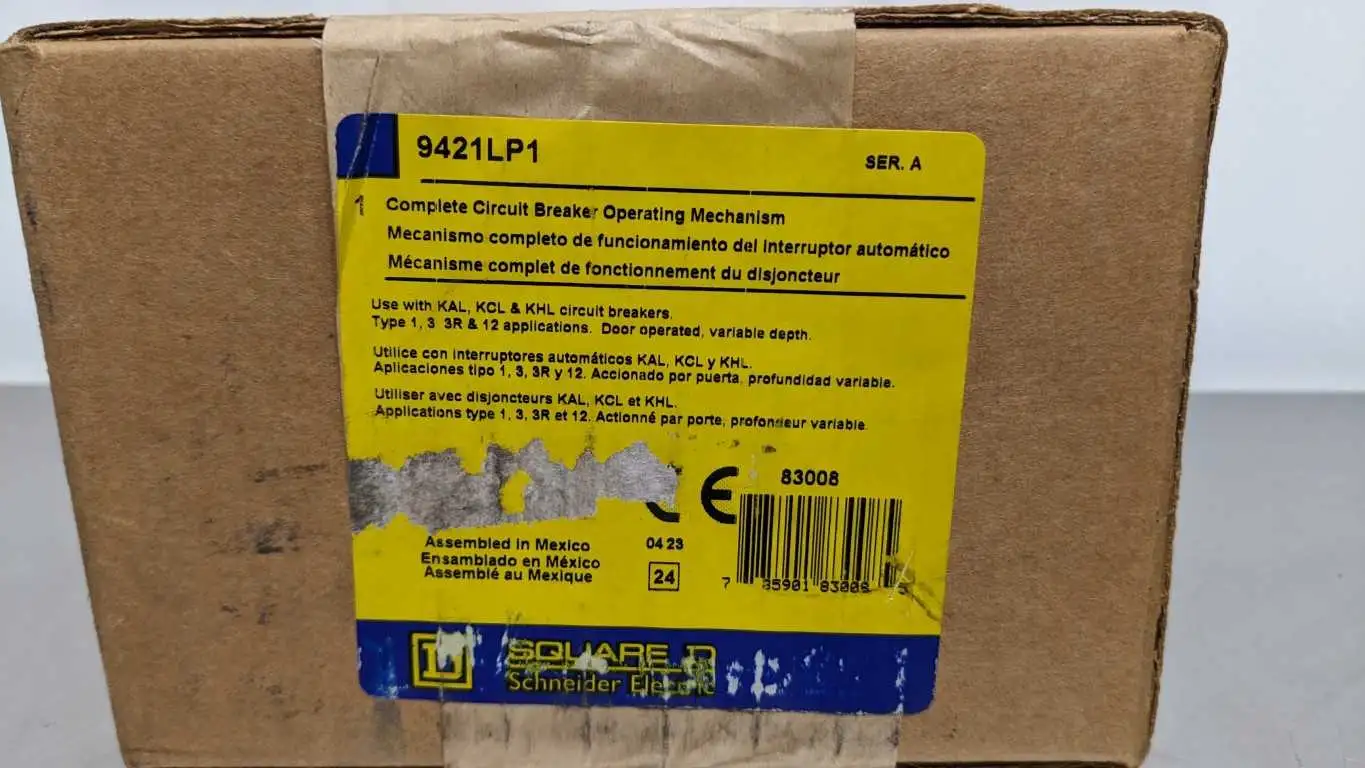 9421LP1
SER. A
1
Complete Circuit Breaker Operating Mechanism
Mecanismo completo de funcionamiento del interruptor automático
Mécanisme complet de fonctionnement du disjoncteur
Use with KAL, KCL & KHL circuit breakers.
Type 1, 3 3R & 12 applications. Door operated, variable depth.
Utilice con interruptores automáticos KAL, KCL y KHL.
Aplicaciones tipo 1, 3, 3R y 12. Accionado por puerta, profundidad variable.
Utiliser avec disjoncteurs KAL, KCL et KHL.
Applications type 1, 3, 3R et 12. Actionné par porte, profondeur variable.
CE
83008
Assembled in Mexico
04 23
Ensamblado en México
Assemblé au Mexique
24
7 85901 83008 5
SQUARE D
Schneider Electric